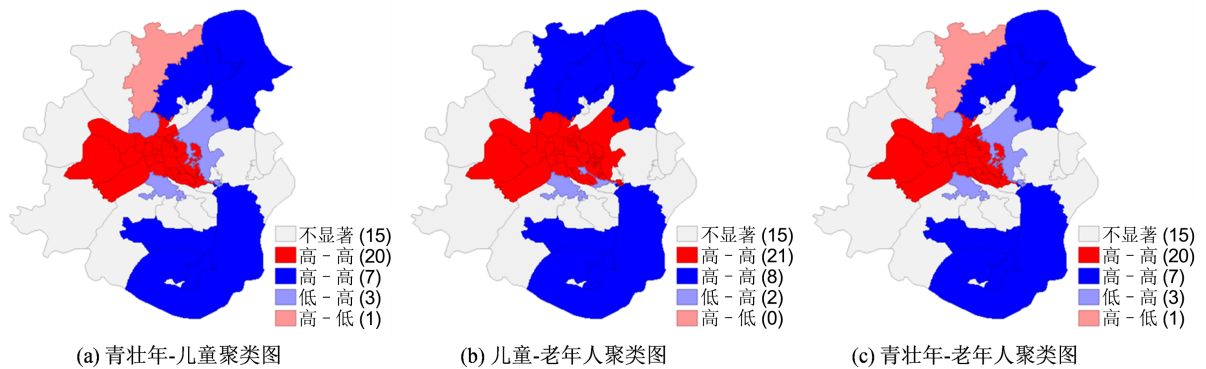 不显著 (15)
高-高 (20)
高-高 (7)
低-高 (3)
高-低 (1)
(a) 青壮年-儿童聚类图
不显著 (15)
高-高 (21)
高-高 (8)
低-高 (2)
高-低 (0)
(b) 儿童-老年人聚类图
不显著 (15)
高-高 (20)
高-高 (7)
低-高 (3)
高-低 (1)
(c) 青壮年-老年人聚类图